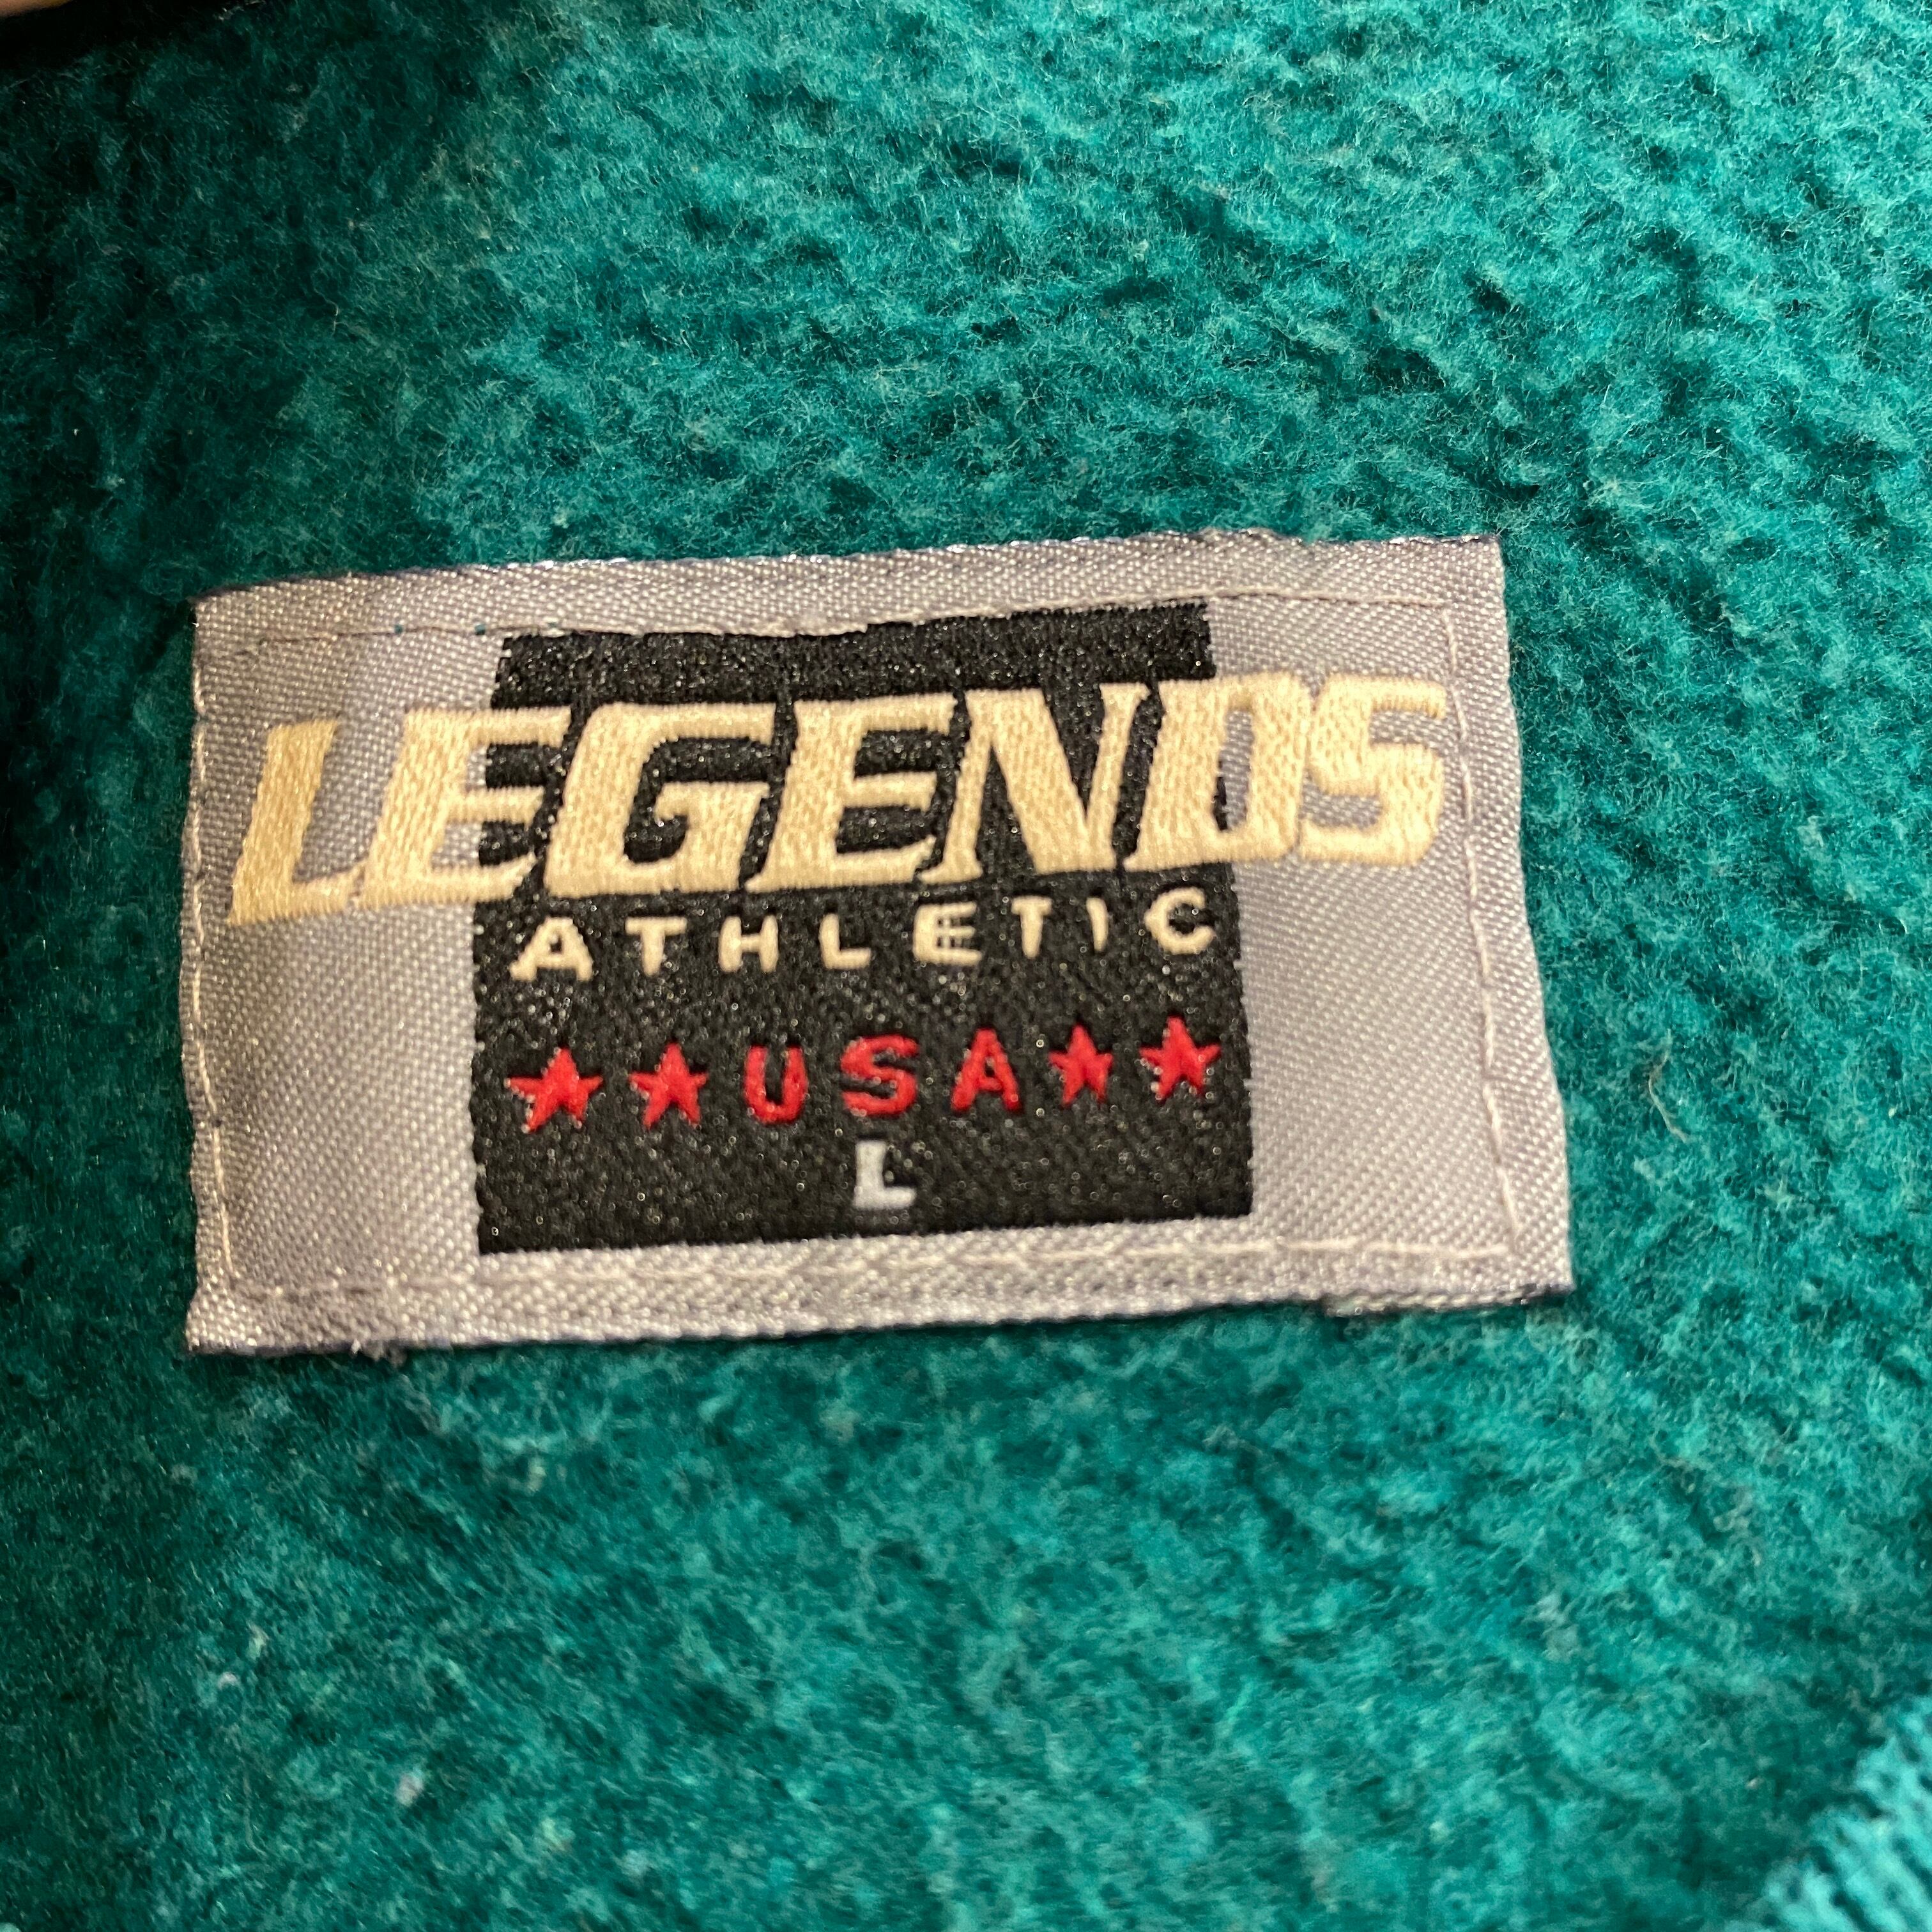 LEGENDS
ATHLETIC
★★USA★★
L